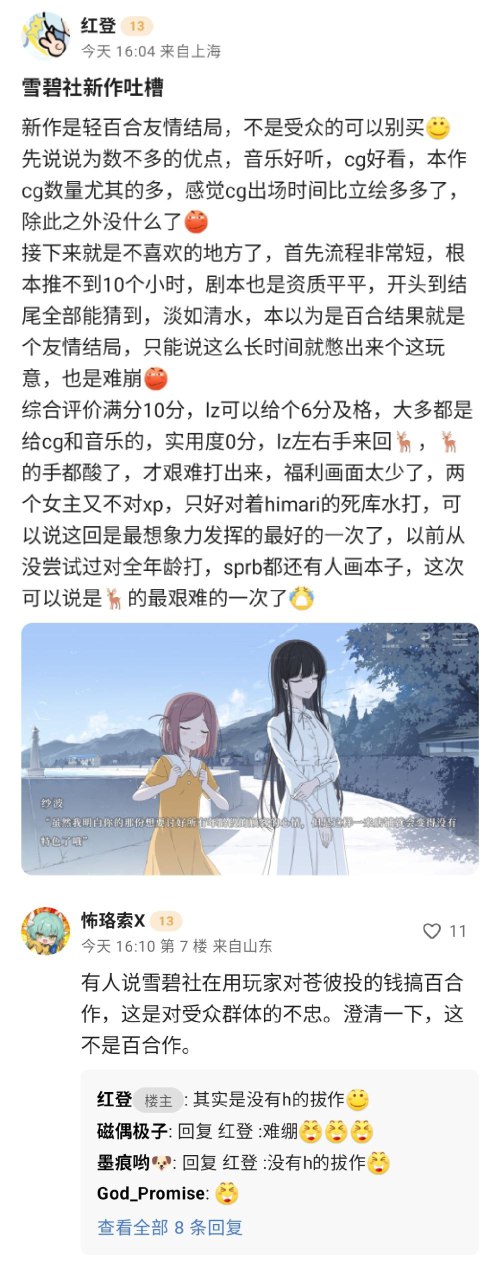 红登 13
今天 16:04 来自上海
雪碧社新作吐槽
新作是轻百合友情结局，不是受众的可以别买
先说说为数不多的优点，音乐好听，cg好看，本作
cg数量尤其的多，感觉cg出场时间比立绘多多了，
除此之外没什么了
接下来就是不喜欢的地方了，首先流程非常短，根
本推不到10个小时，剧本也是资质平平，开头到结
尾全部能猜到，淡如清水，本以为是百合结果就是
个友情结局，只能说这么长时间就憋出来个这玩
意，也是难崩
综合评价满分10分，lz可以给个6分及格，大多都是
给cg和音乐的，实用度0分，lz左右手来回🦌，🦌
的手都酸了，才艰难打出来，福利画面太少了，两
个女主又不对xp，只好对着himari的死库水打，可
以说这回是最想象力发挥的最好的一次了，以前从
没尝试过对全年龄打，sprb都还有人画本子，这次
可以说是🦌的最艰难的一次了
纱波
“虽然我明白你的那份想要讨好所有
特色了哦”
怖珞索X 13
今天 16:10 第 7 楼 来自山东
11
有人说雪碧社在用玩家对苍彼投的钱搞百合
作，这是对受众群体的不忠。澄清一下，这
不是百合作。
红登 楼主: 其实是没有h的拔作
磁偶极子: 回复 红登 :难绷
墨痕哟🐶: 回复 红登 :没有h的拔作
God_Promise:
查看全部 8 条回复